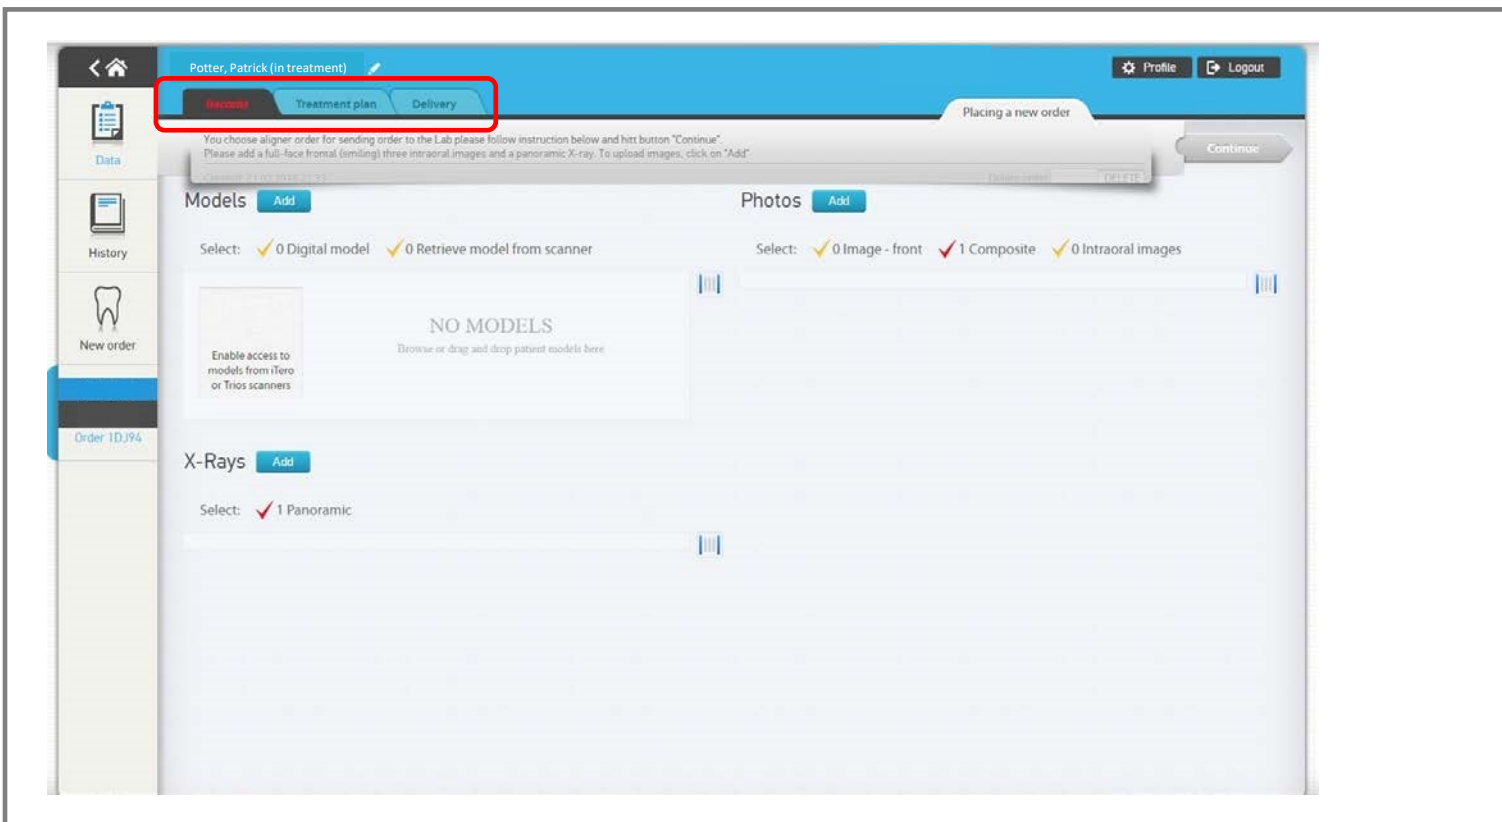 Potter, Patrick (in treatment)
Profile
Logout
Treatment plan
Delivery
Placing a new order
You choose aligner order for sending order to the Lab please follow instruction below and hitt button "Continue".
Please add a full-face frontal (smiling) three intraoral images and a panoramic X-ray. To upload images, click on "Add"
Continue
DELETE
Data
History
New order
Order 1DJ94
Models
Add
Select:
0 Digital model
0 Retrieve model from scanner
Enable access to
models from iTero
or Trios scanners
NO MODELS
Browse or drag and drop patient models here
Photos
Add
Select:
0 Image - front
1 Composite
0 Intraoral images
X-Rays
Add
Select:
1 Panoramic